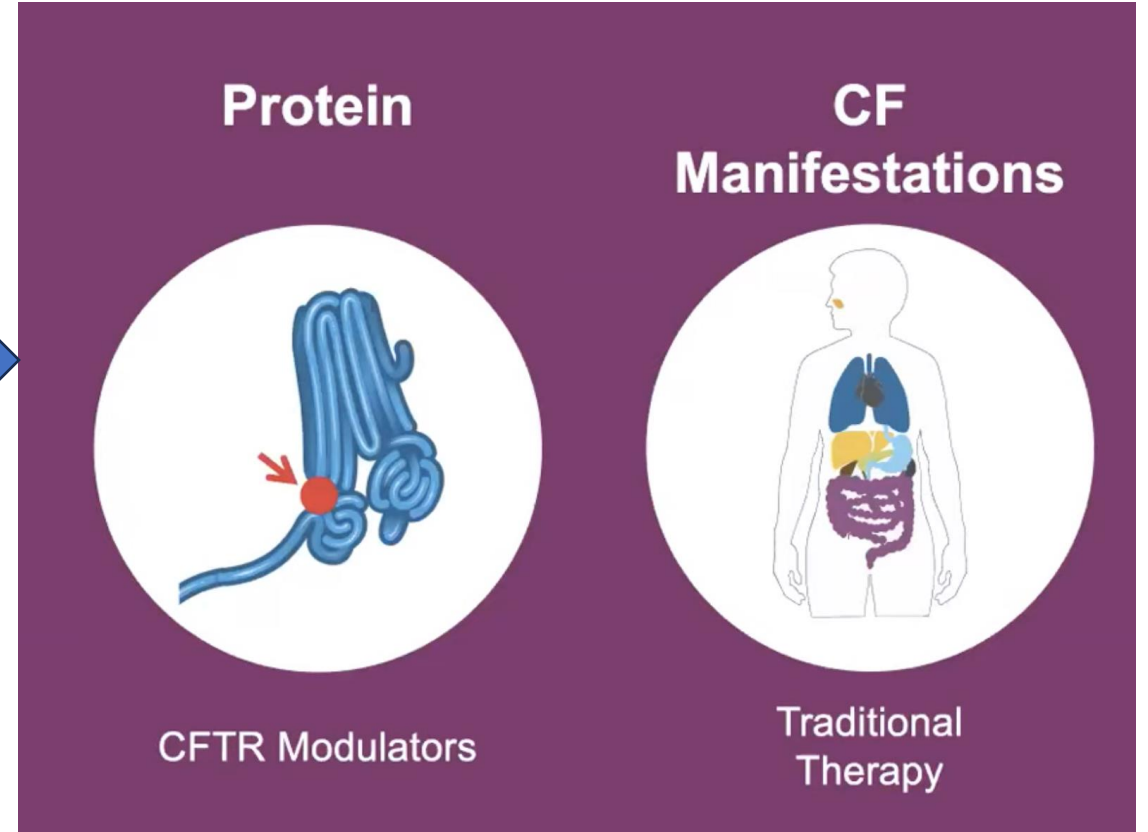 Protein
CFTR Modulators
CF
Manifestations
Traditional
Therapy